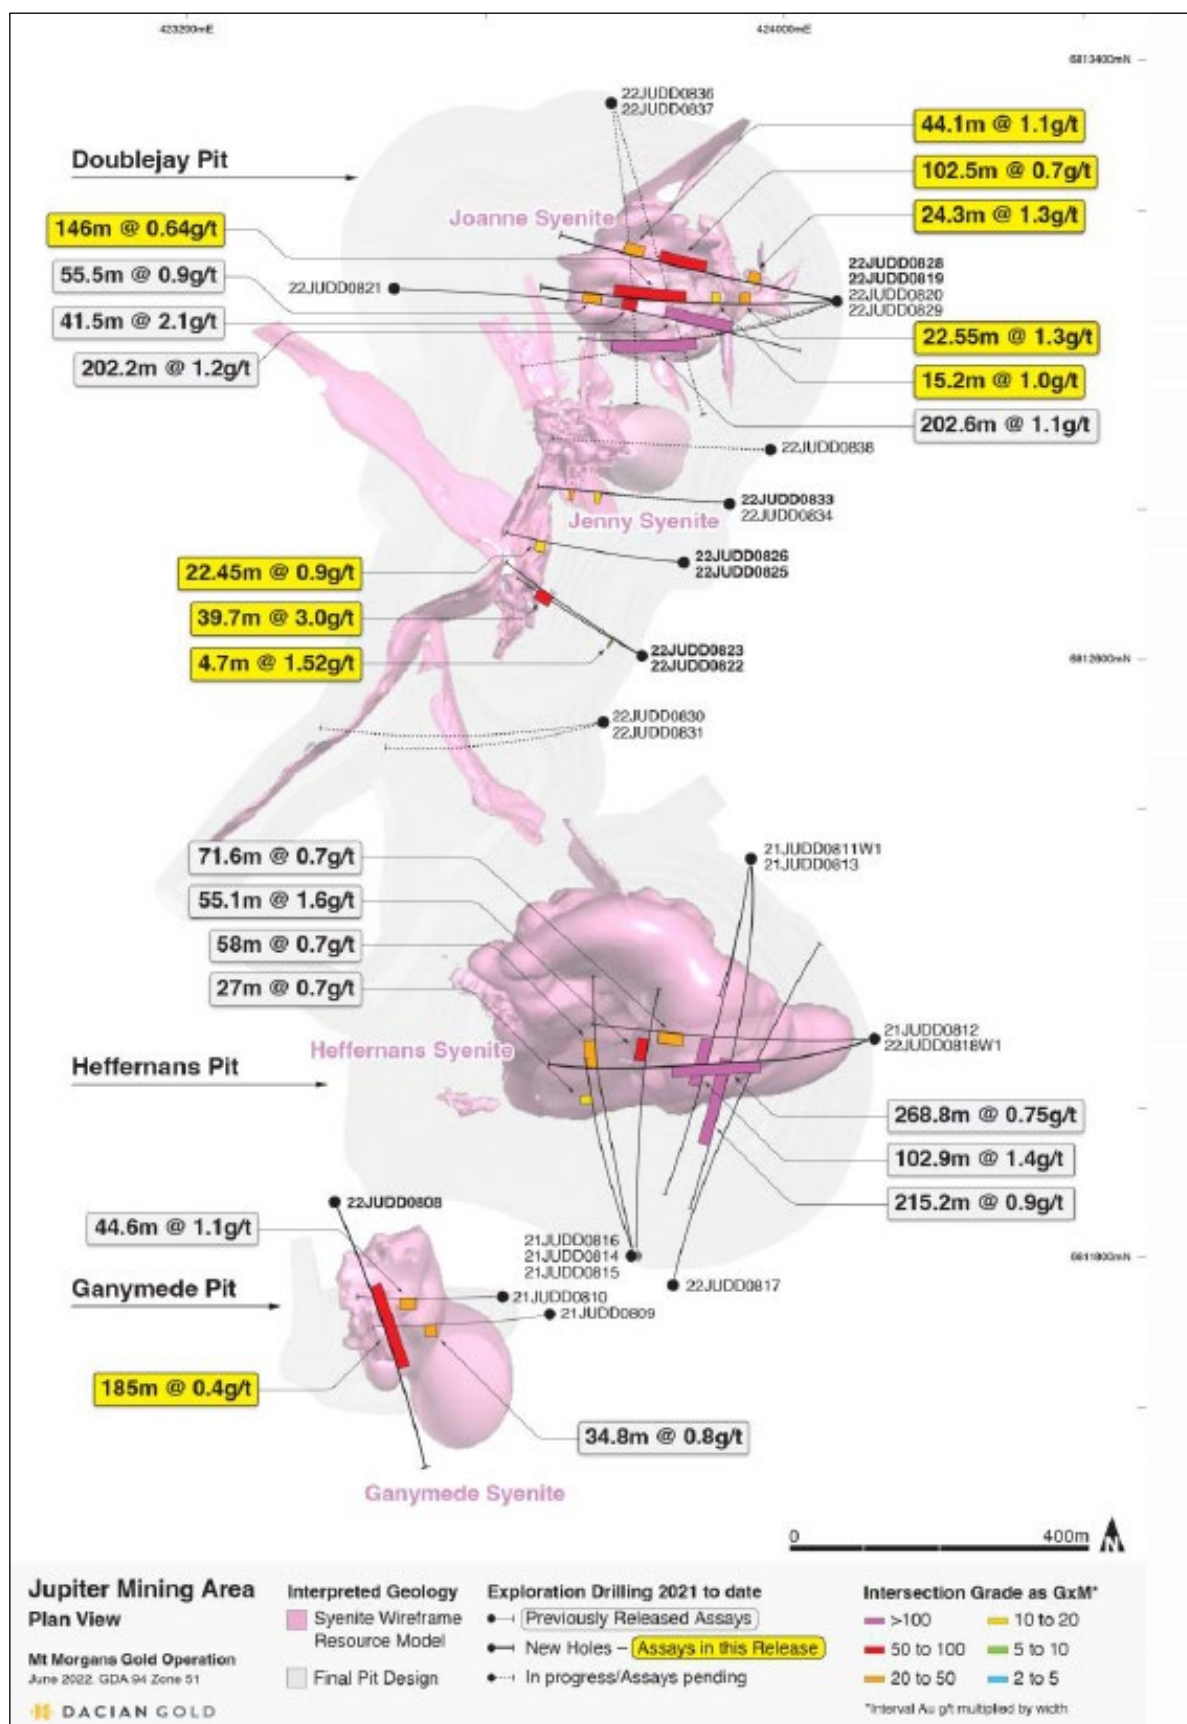 423200mE
424000mE
6813400mN
22JUDD0836
22JUDD0837
44.1m @ 1.1g/t
Doublejay Pit
102.5m @ 0.7g/t
Joanne Syenite
146m @ 0.64g/t
24.3m @ 1.3g/t
55.5m @ 0.9g/t
22JUDD0821
22JUDD0828
22JUDD0819
22JUDD0820
22JUDD0829
41.5m @ 2.1g/t
22.55m @ 1.3g/t
202.2m @ 1.2g/t
15.2m @ 1.0g/t
202.6m @ 1.1g/t
22JUDD0838
22JUDD0833
22JUDD0834
Jenny Syenite
22JUDD0826
22JUDD0825
22.45m @ 0.9g/t
39.7m @ 3.0g/t
4.7m @ 1.52g/t
22JUDD0823
22JUDD0822
6812600mN
22JUDD0830
22JUDD0831
71.6m @ 0.7g/t
21JUDD0811W1
21JUDD0813
55.1m @ 1.6g/t
58m @ 0.7g/t
27m @ 0.7g/t
21JUDD0812
22JUDD0818W1
Heffernans Syenite
Heffernans Pit
268.8m @ 0.75g/t
102.9m @ 1.4g/t
215.2m @ 0.9g/t
22JUDD0808
44.6m @ 1.1g/t
21JUDD0816
21JUDD0814
21JUDD0815
6811800mN
22JUDD0817
Ganymede Pit
21JUDD0810
21JUDD0809
185m @ 0.4g/t
34.8m @ 0.8g/t
Ganymede Syenite
0 400m
N
Jupiter Mining Area
Plan View
Mt Morgans Gold Operation
June 2022. GDA 94 Zone 51
DACIAN GOLD
Interpreted Geology
Syenite Wireframe
Resource Model
Final Pit Design
Exploration Drilling 2021 to date
Previously Released Assays
New Holes – Assays in this Release
In progress/Assays pending
Intersection Grade as GxM*
>100
50 to 100
20 to 50
10 to 20
5 to 10
2 to 5
*Interval Au g/t multiplied by width